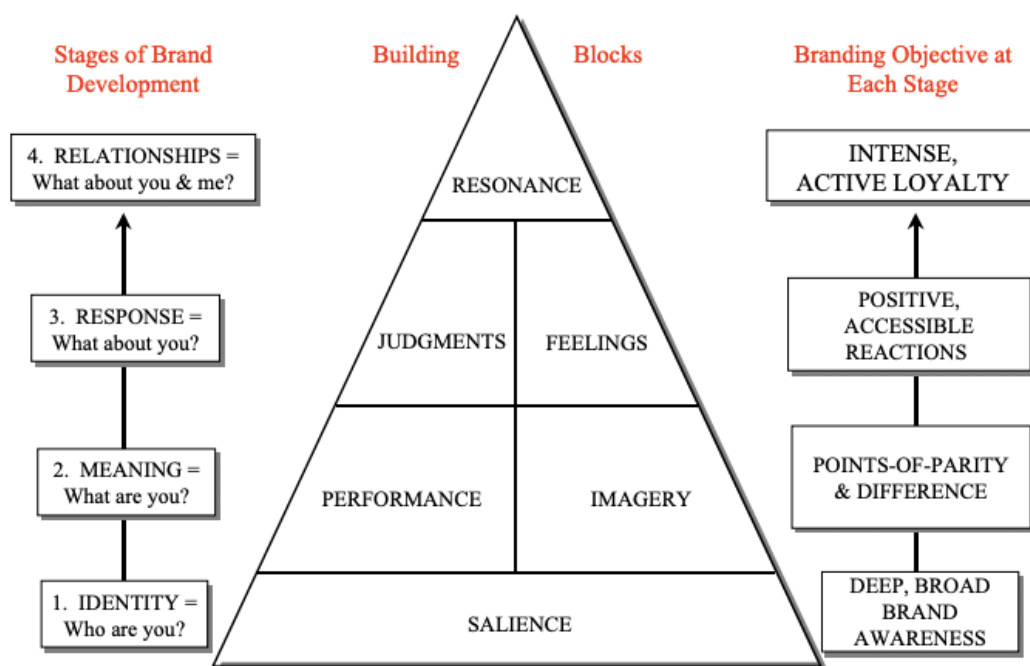 Stages of Brand
Development
Building
Blocks
Branding Objective at
Each Stage
4. RELATIONSHIPS =
What about you & me?
RESONANCE
INTENSE,
ACTIVE LOYALTY
3. RESPONSE =
What about you?
JUDGMENTS
FEELINGS
POSITIVE,
ACCESSIBLE
REACTIONS
2. MEANING =
What are you?
PERFORMANCE
IMAGERY
POINTS-OF-PARITY
& DIFFERENCE
1. IDENTITY =
Who are you?
SALIENCE
DEEP, BROAD
BRAND
AWARENESS